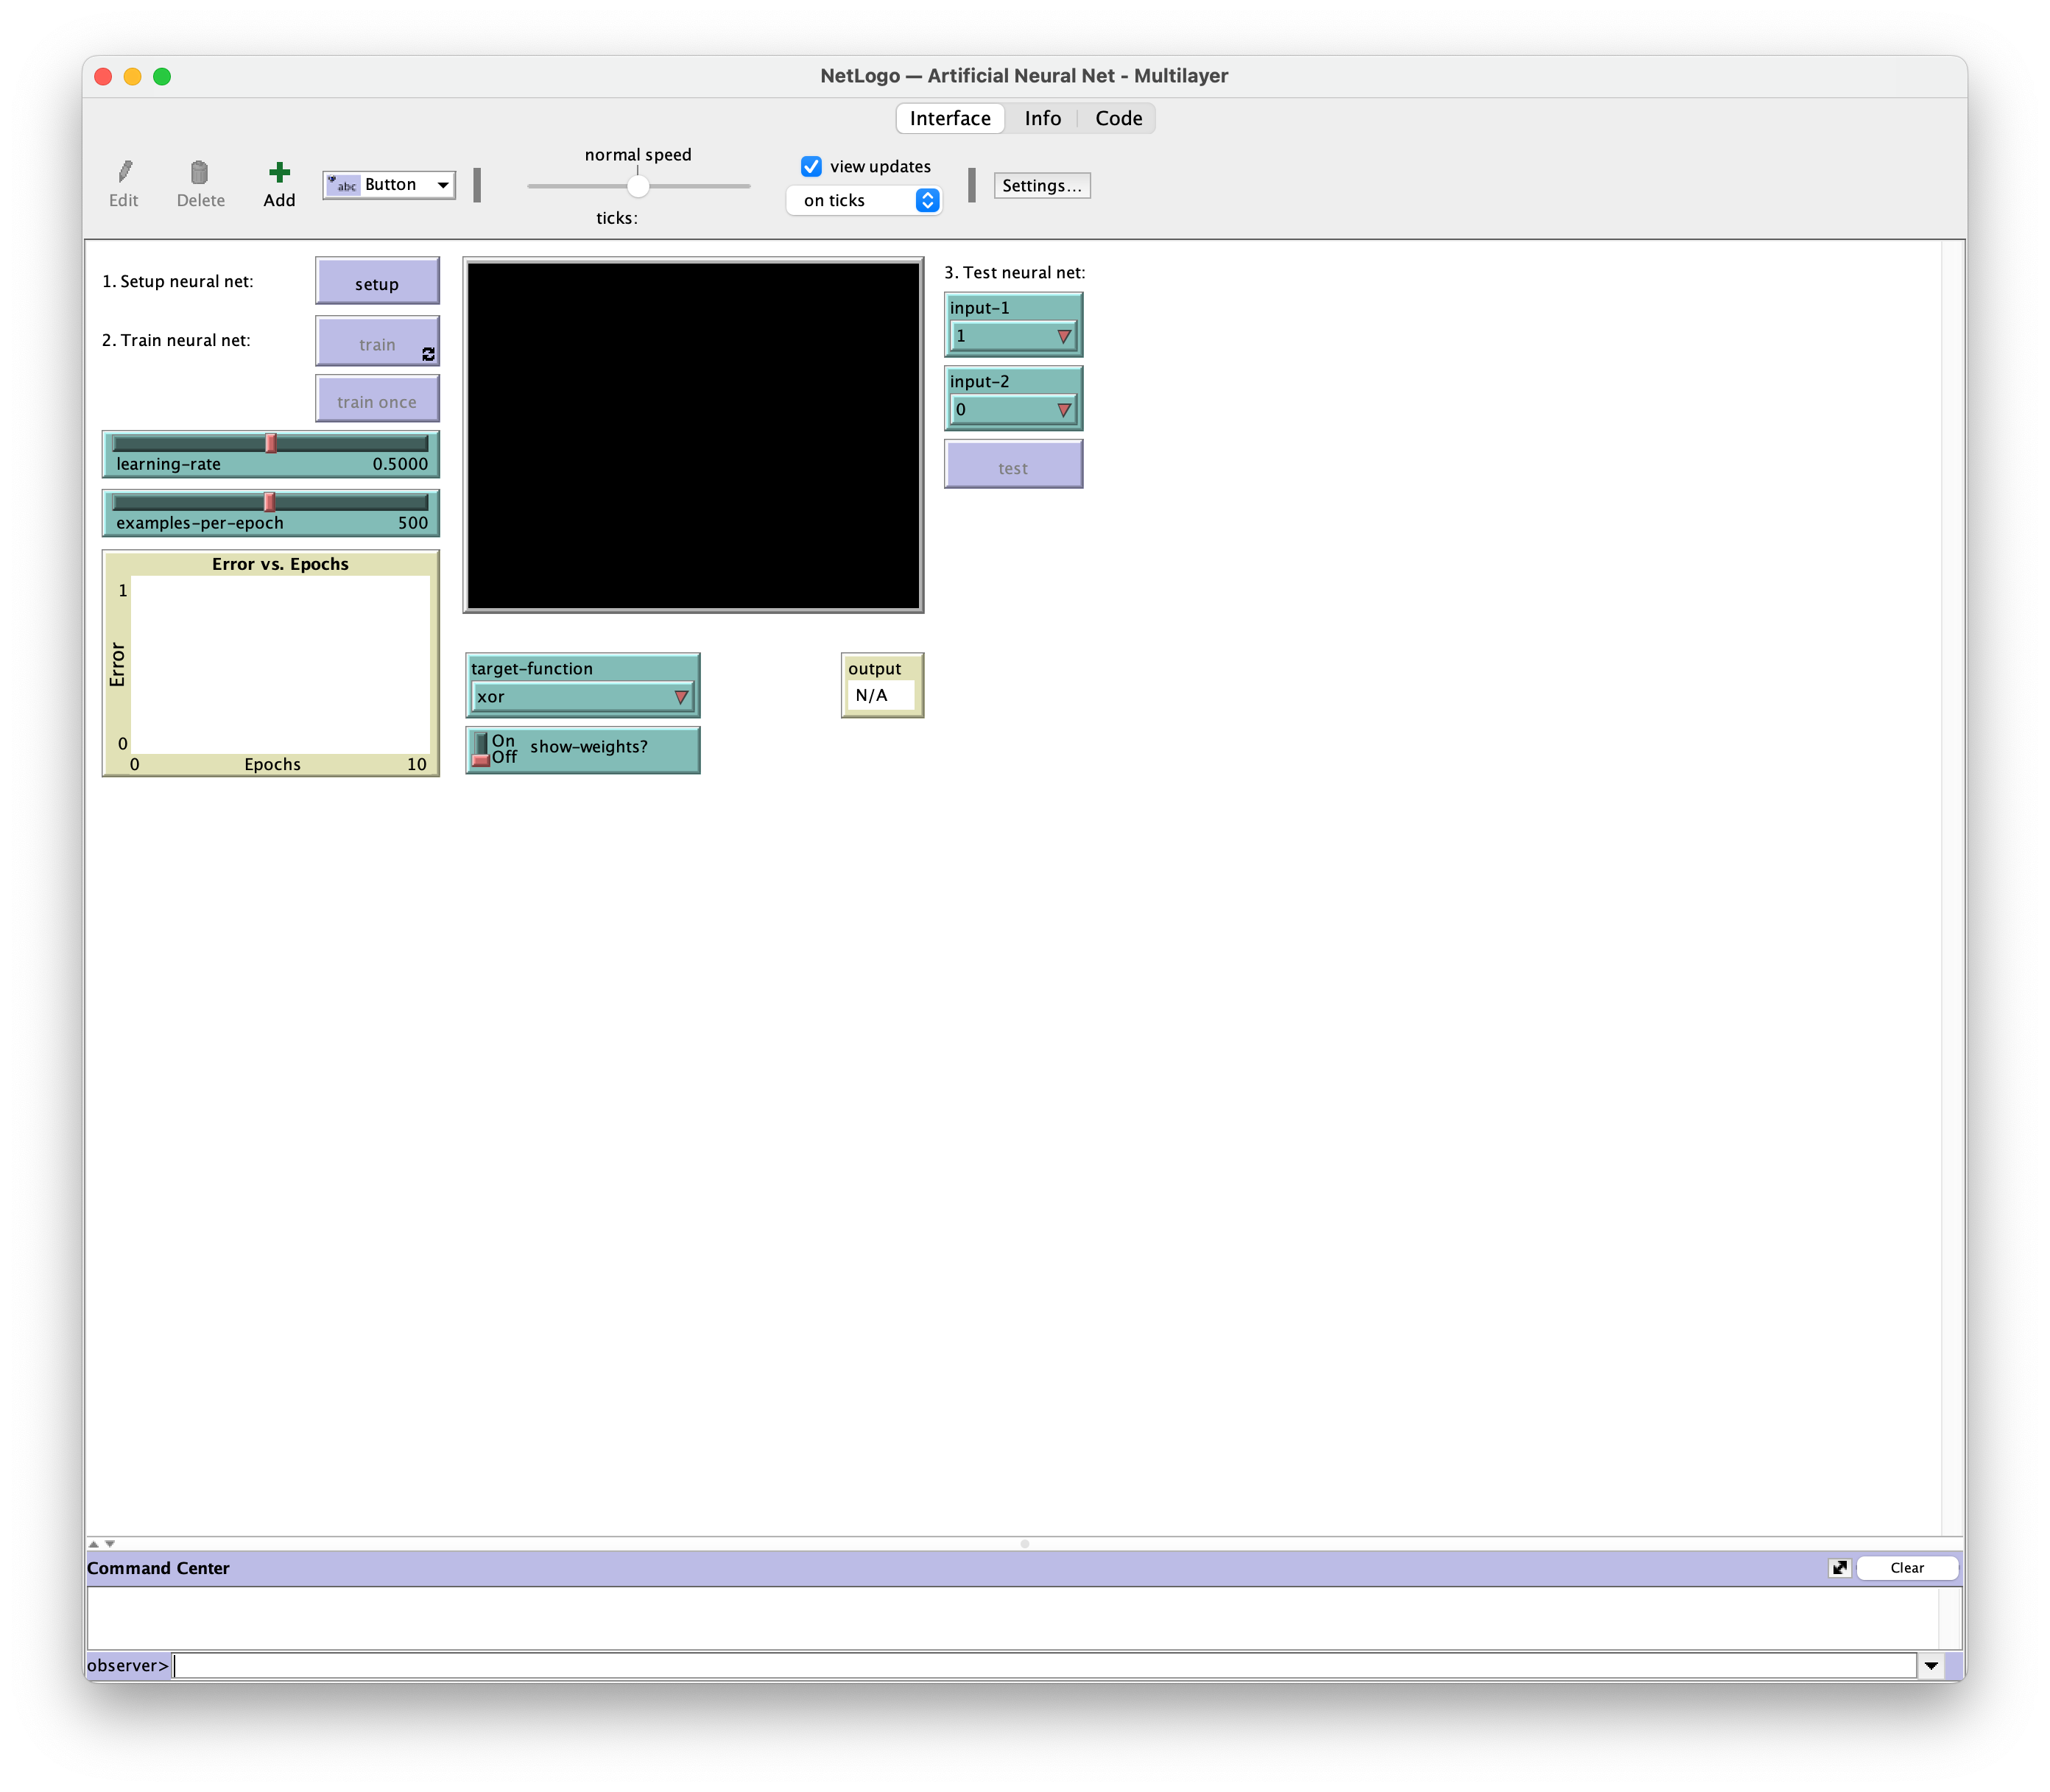 NetLogo — Artificial Neural Net - Multilayer
Interface Info Code
Edit Delete Add abc Button
normal speed
ticks:
view updates
on ticks
Settings...
1. Setup neural net:
setup
2. Train neural net:
train
train once
learning-rate 0.5000
examples-per-epoch 500
Error vs. Epochs
1
Error
0
0 Epochs 10
target-function
xor
On
Off
show-weights?
output
N/A
3. Test neural net:
input-1
1
input-2
0
test
Command Center
Clear
observer>